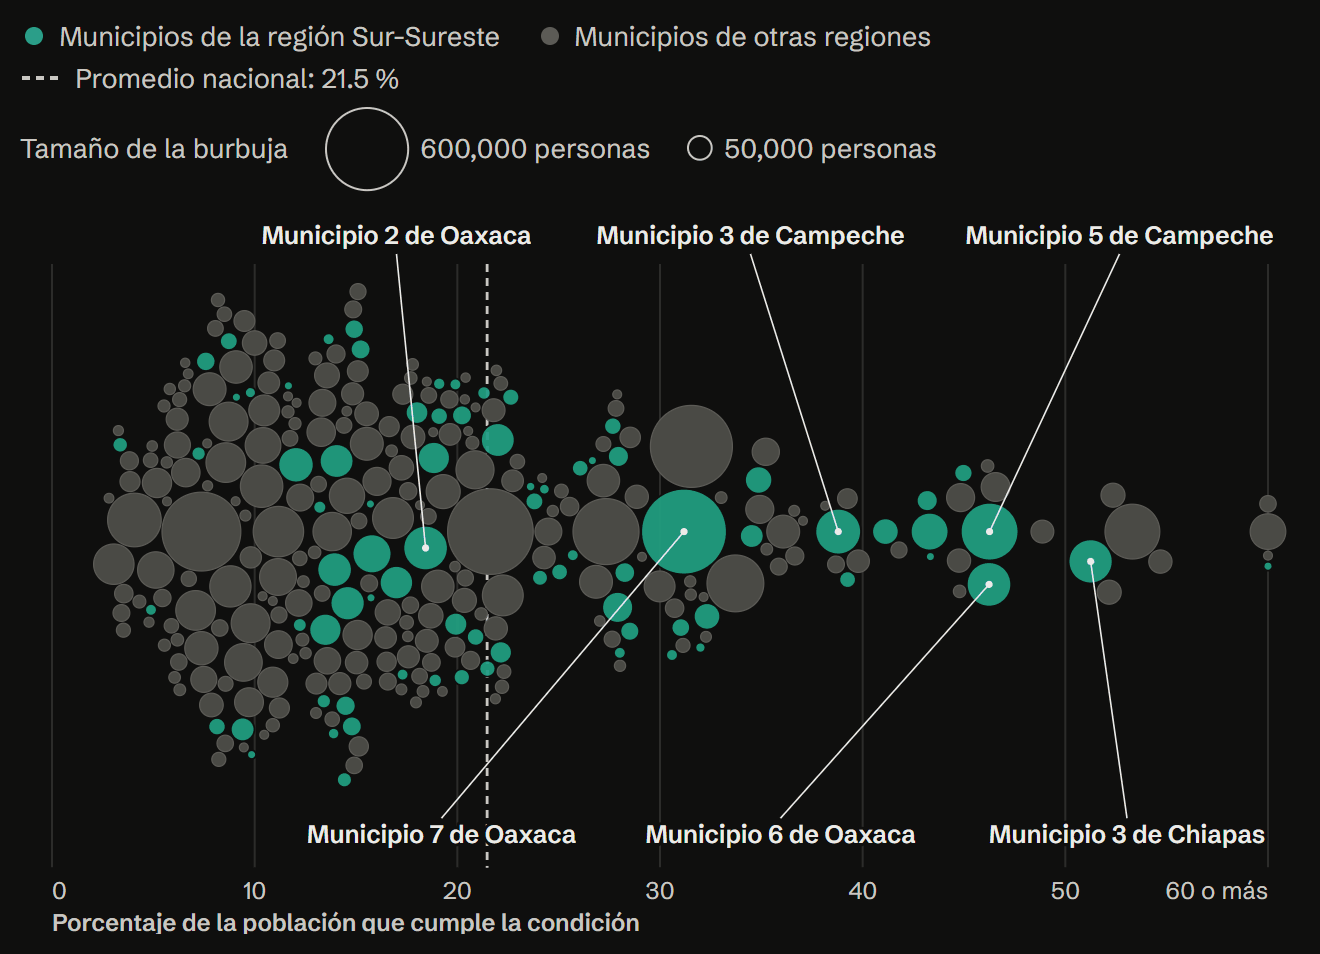 Municipios de la región Sur-Sureste
Municipios de otras regiones
Promedio nacional: 21.5 %
Tamaño de la burbuja
600,000 personas
50,000 personas
Municipio 2 de Oaxaca
Municipio 3 de Campeche
Municipio 5 de Campeche
Municipio 7 de Oaxaca
Municipio 6 de Oaxaca
Municipio 3 de Chiapas
0
10
20
30
40
50
60 o más
Porcentaje de la población que cumple la condición